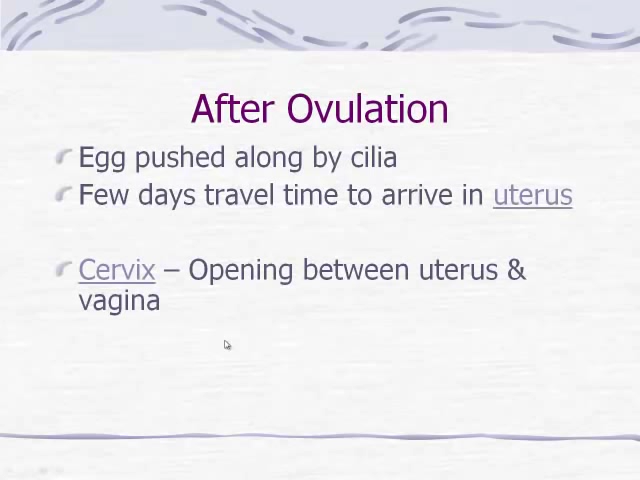 After Ovulation
Egg pushed along by cilia
Few days travel time to arrive in uterus
Cervix – Opening between uterus &
vagina